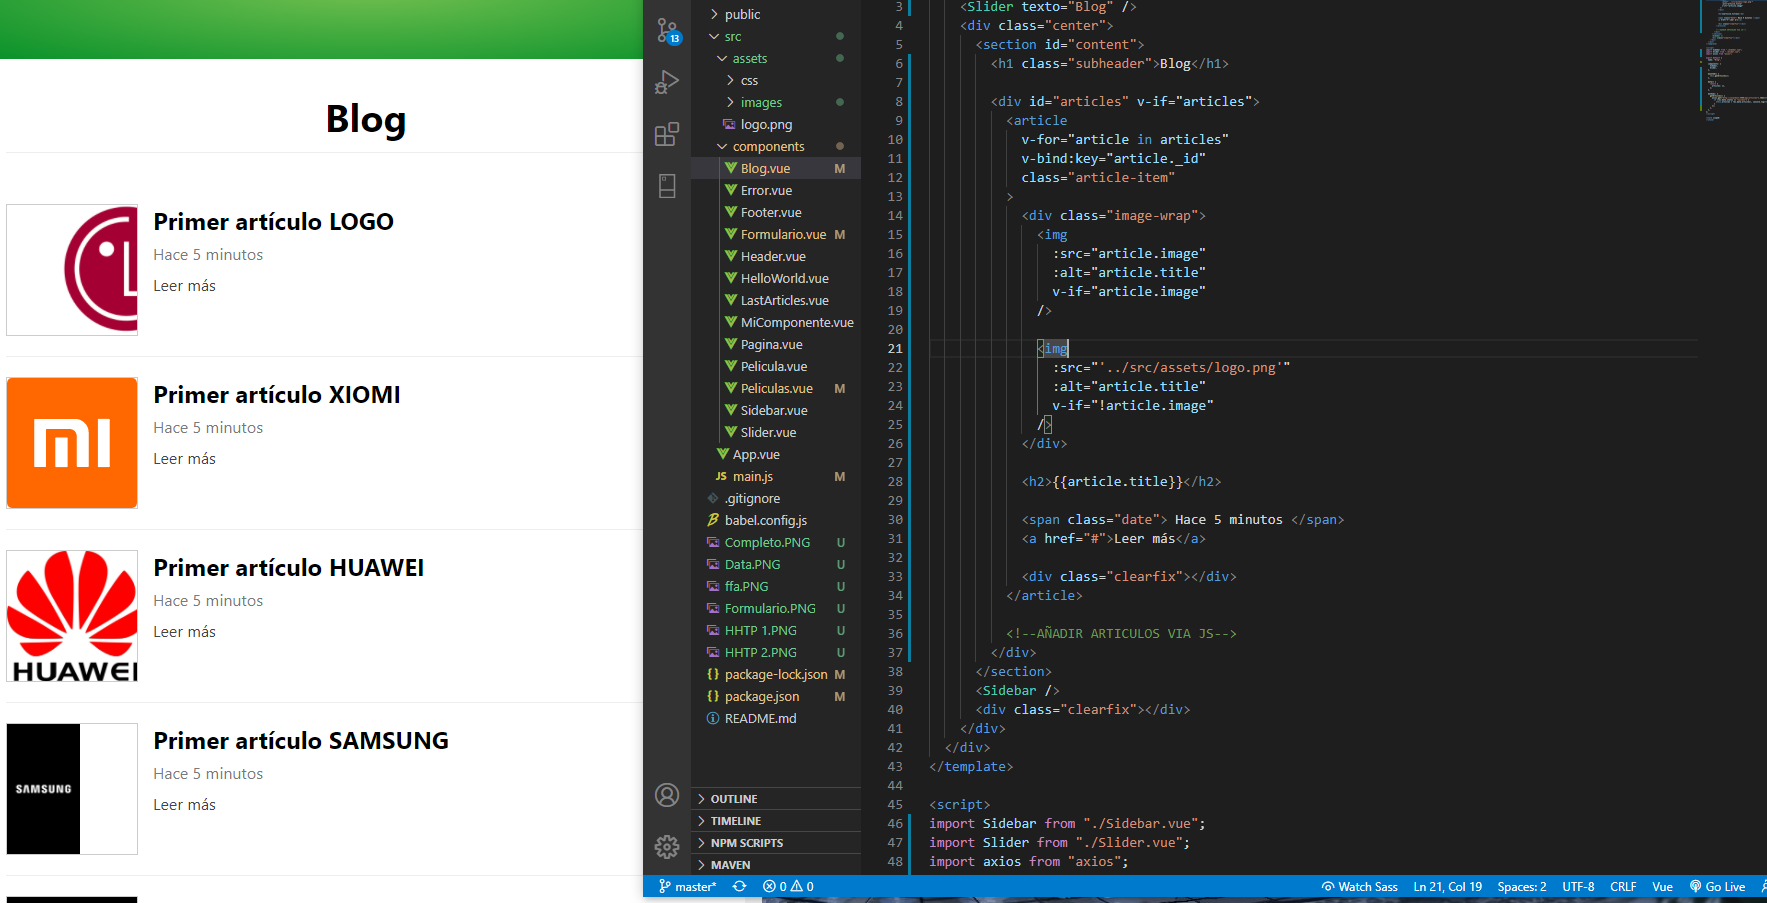 Blog
Primer artículo LOGO
Hace 5 minutos
Leer más
Primer artículo XIOMI
Hace 5 minutos
Leer más
HUAWEI
Primer artículo HUAWEI
Hace 5 minutos
Leer más
SAMSUNG
Primer artículo SAMSUNG
Hace 5 minutos
Leer más
13
public
src
assets
css
images
logo.png
components
Blog.vue M
Error.vue
Footer.vue
Formulario.vue M
Header.vue
HelloWorld.vue
LastArticles.vue
MiComponente.vue
Pagina.vue
Pelicula.vue
Peliculas.vue M
Sidebar.vue
Slider.vue
App.vue
JS main.js M
.gitignore
babel.config.js
Completo.PNG U
Data.PNG U
ffa.PNG U
Formulario.PNG U
HHTP 1.PNG U
HHTP 2.PNG U
{} package-lock.json M
{} package.json M
README.md
OUTLINE
TIMELINE
NPM SCRIPTS
MAVEN
3 <Slider texto="Blog" />
4 <div class="center">
5 <section id="content">
6 <h1 class="subheader">Blog</h1>
7
8 <div id="articles" v-if="articles">
9 <article
10 v-for="article in articles"
11 v-bind:key="article._id"
12 class="article-item"
13 >
14 <div class="image-wrap">
15 <img
16 :src="article.image"
17 :alt="article.title"
18 v-if="article.image"
19 />
20
21 <img
22 :src="'../src/assets/logo.png'"
23 :alt="article.title"
24 v-if="!article.image"
25 />
26 </div>
27
28 <h2>{{article.title}}</h2>
29
30 <span class="date"> Hace 5 minutos </span>
31 <a href="#">Leer más</a>
32
33 <div class="clearfix"></div>
34 </article>
35
36 <!--AÑADIR ARTICULOS VIA JS-->
37 </div>
38 </section>
39 <Sidebar />
40 <div class="clearfix"></div>
41 </div>
42 </div>
43 </template>
44
45 <script>
46 import Sidebar from "./Sidebar.vue";
47 import Slider from "./Slider.vue";
48 import axios from "axios";
master* 0 0 Watch Sass Ln 21, Col 19 Spaces: 2 UTF-8 CRLF Vue Go Live